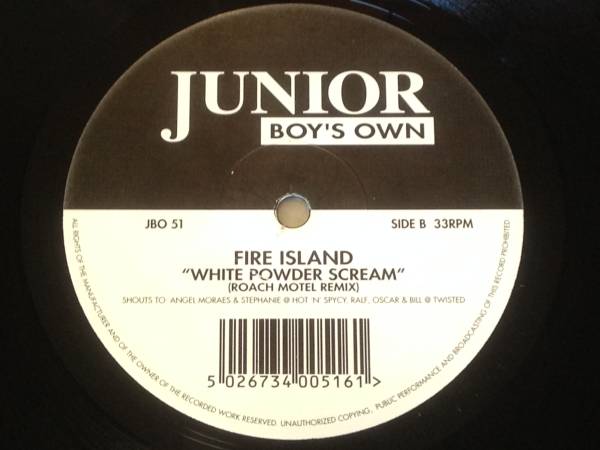 JUNIOR
BOY'S OWN
JBO 51
SIDE B 33RPM
FIRE ISLAND
"WHITE POWDER SCREAM"
(ROACH MOTEL REMIX)
SHOUTS TO ANGEL MORAES & STEPHANIE @ HOT 'N' SPYCY. RALF, OSCAR & BILL @ TWISTED
5 026734 005161 >
ALL RIGHTS OF THE MANUFACTURER AND OF THE OWNER OF THE RECORDED WORK RESERVED. UNAUTHORIZED COPYING, PUBLIC PERFORMANCE AND BROADCASTING OF THIS RECORD PROHIBITED